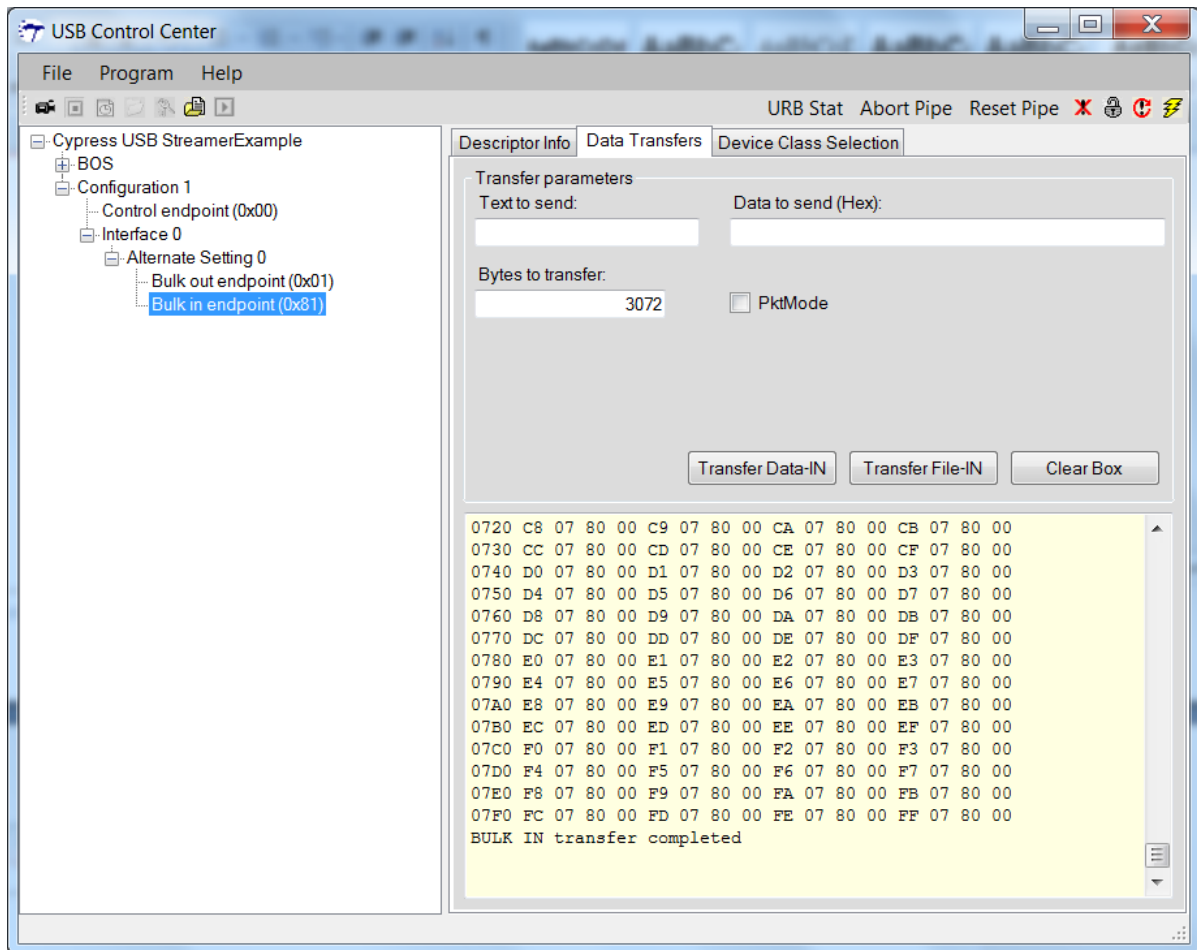 USB Control Center
File Program Help
URB Stat Abort Pipe Reset Pipe
Cypress USB StreamerExample
BOS
Configuration 1
Control endpoint (0x00)
Interface 0
Alternate Setting 0
Bulk out endpoint (0x01)
Bulk in endpoint (0x81)
Descriptor Info Data Transfers Device Class Selection
Transfer parameters
Text to send: Data to send (Hex):
Bytes to transfer:
3072 PktMode
Transfer Data-IN Transfer File-IN Clear Box
0720 C8 07 80 00 C9 07 80 00 CA 07 80 00 CB 07 80 00
0730 CC 07 80 00 CD 07 80 00 CE 07 80 00 CF 07 80 00
0740 D0 07 80 00 D1 07 80 00 D2 07 80 00 D3 07 80 00
0750 D4 07 80 00 D5 07 80 00 D6 07 80 00 D7 07 80 00
0760 D8 07 80 00 D9 07 80 00 DA 07 80 00 DB 07 80 00
0770 DC 07 80 00 DD 07 80 00 DE 07 80 00 DF 07 80 00
0780 E0 07 80 00 E1 07 80 00 E2 07 80 00 E3 07 80 00
0790 E4 07 80 00 E5 07 80 00 E6 07 80 00 E7 07 80 00
07A0 E8 07 80 00 E9 07 80 00 EA 07 80 00 EB 07 80 00
07B0 EC 07 80 00 ED 07 80 00 EE 07 80 00 EF 07 80 00
07C0 F0 07 80 00 F1 07 80 00 F2 07 80 00 F3 07 80 00
07D0 F4 07 80 00 F5 07 80 00 F6 07 80 00 F7 07 80 00
07E0 F8 07 80 00 F9 07 80 00 FA 07 80 00 FB 07 80 00
07F0 FC 07 80 00 FD 07 80 00 FE 07 80 00 FF 07 80 00
BULK IN transfer completed